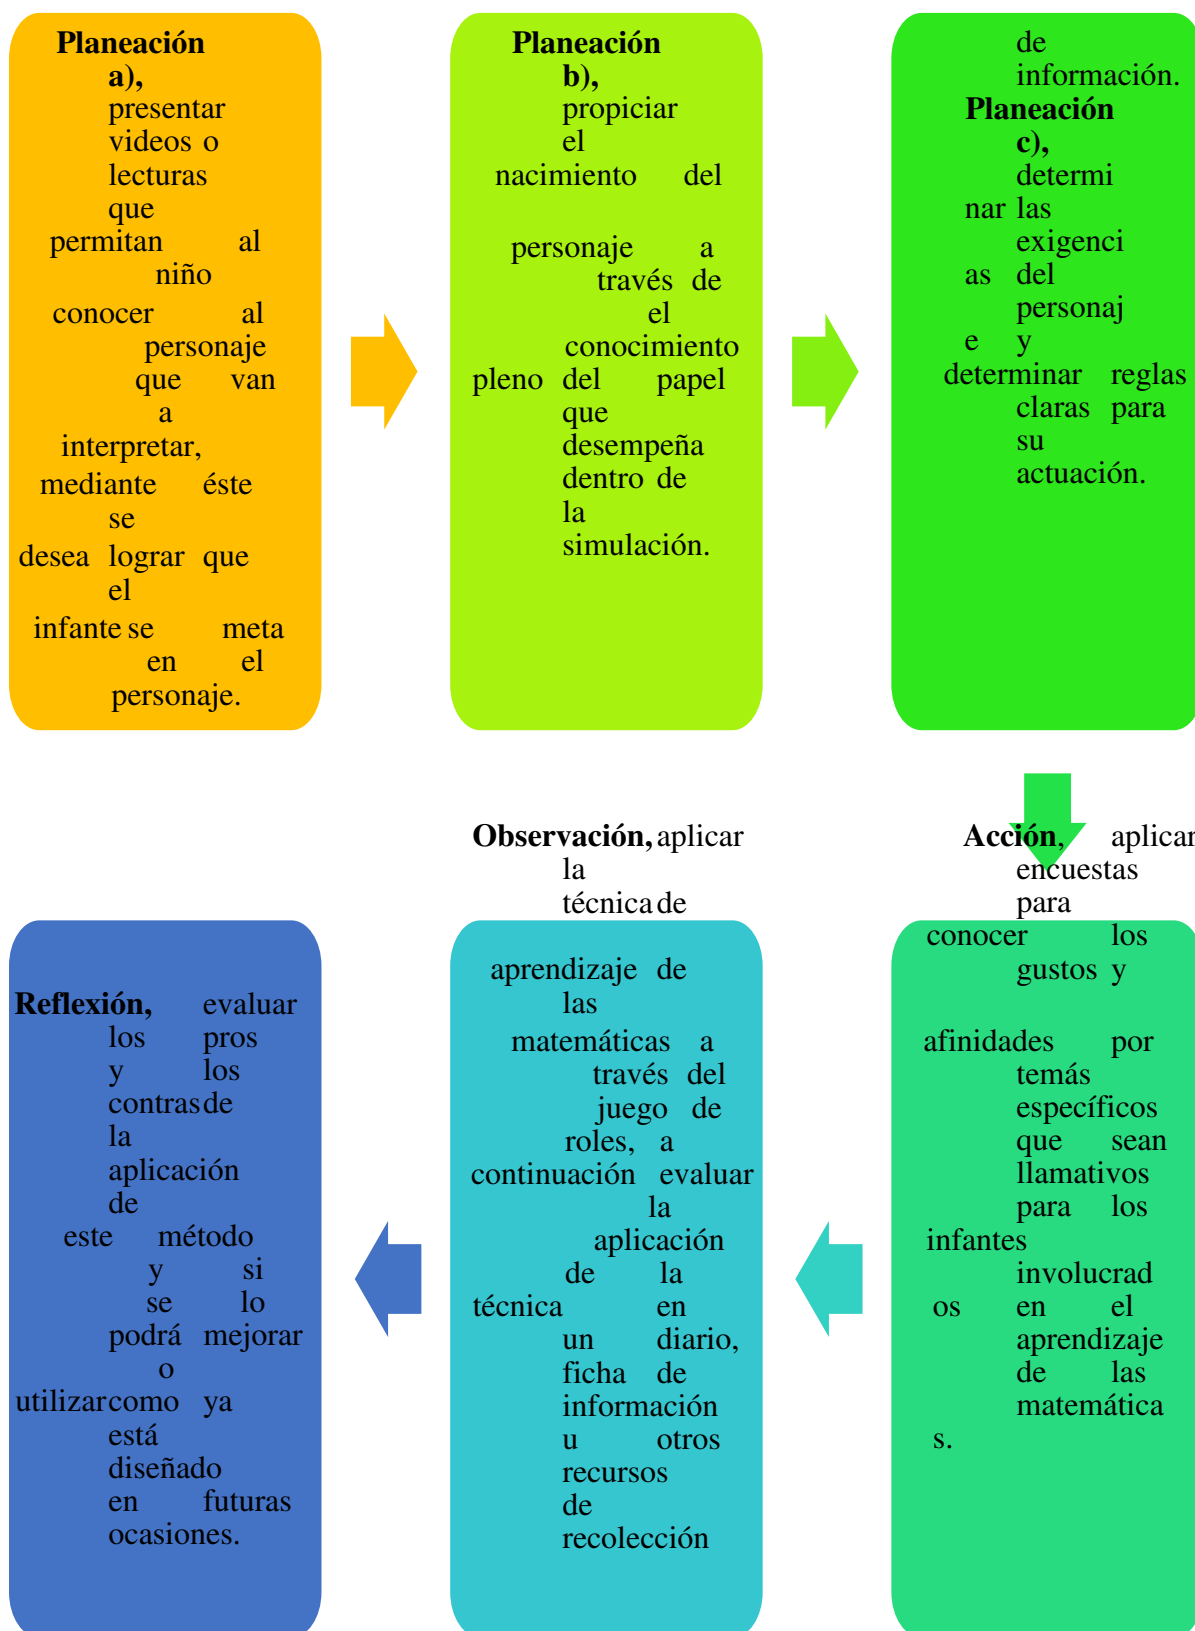 Planeación
a),
presentar
videos o
lecturas
que
permitan al
niño
conocer al
personaje
que van
a
interpretar,
mediante éste
se
desea lograr que
el
infante se meta
en el
personaje.
Planeación
b),
propiciar
el
nacimiento del
personaje a
través de
el
conocimiento
pleno del papel
que
desempeña
dentro de
la
simulación.
de
información.
Planeación
c),
determi
nar las
exigenci
as del
personaj
e y
determinar reglas
claras para
su
actuación.
Acción, aplicar
encuestas
para
conocer los
gustos y
afinidades por
temás
específicos
que sean
llamativos
para los
infantes
involucrad
os en el
aprendizaje
de las
matemática
s.
Observación, aplicar
la
técnica de
aprendizaje de
las
matemáticas a
través del
juego de
roles, a
continuación evaluar
la
aplicación
de la
técnica en
un diario,
ficha de
información
u otros
recursos
de
recolección
Reflexión, evaluar
los pros
y los
contras de
la
aplicación
de
este método
y si
se lo
podrá mejorar
o
utilizar como ya
está
diseñado
en futuras
ocasiones.